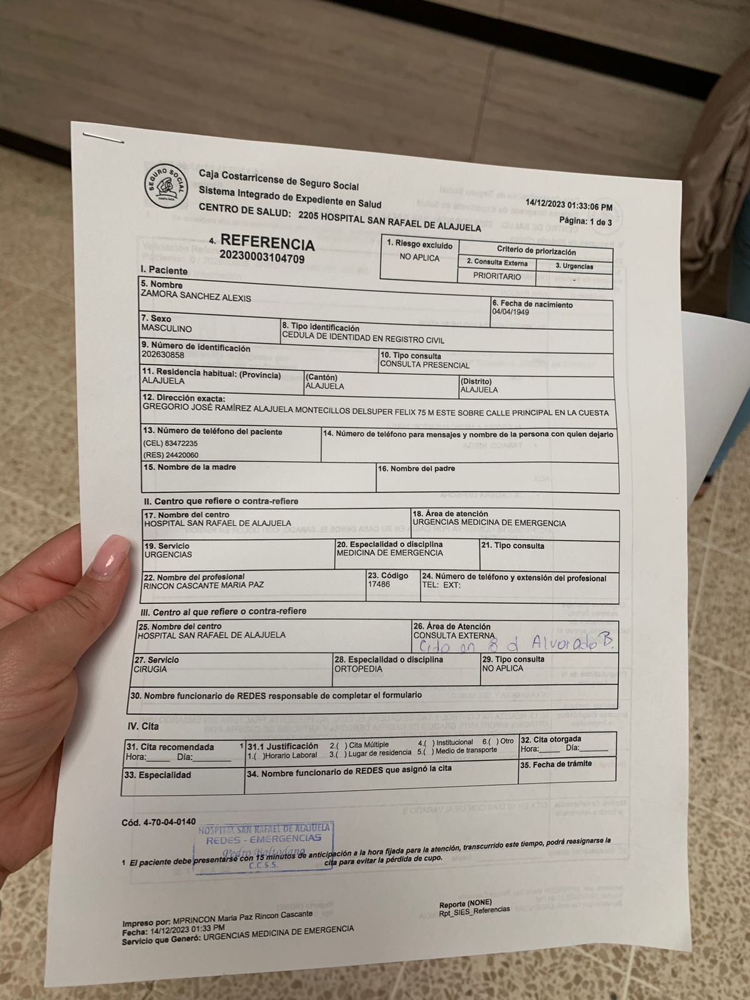 SEGURO SOCIAL
COSTA RICA
Caja Costarricense de Seguro Social
Sistema Integrado de Expediente en Salud
CENTRO DE SALUD: 2205 HOSPITAL SAN RAFAEL DE ALAJUELA
14/12/2023 01:33:06 PM
Página: 1 de 3
4. REFERENCIA
20230003104709
1. Riesgo excluido
NO APLICA
Criterio de priorización
2. Consulta Externa
3. Urgencias
PRIORITARIO
-
I. Paciente
5. Nombre
ZAMORA SANCHEZ ALEXIS
6. Fecha de nacimiento
04/04/1949
7. Sexo
MASCULINO
8. Tipo identificación
CEDULA DE IDENTIDAD EN REGISTRO CIVIL
9. Número de identificación
202630858
10. Tipo consulta
CONSULTA PRESENCIAL
11. Residencia habitual: (Provincia)
ALAJUELA
(Cantón)
ALAJUELA
(Distrito)
ALAJUELA
12. Dirección exacta:
GREGORIO JOSÉ RAMÍREZ ALAJUELA MONTECILLOS DELSUPER FELIX 75 M ESTE SOBRE CALLE PRINCIPAL EN LA CUESTA
13. Número de teléfono del paciente
(CEL) 83472235
(RES) 24420060
14. Número de teléfono para mensajes y nombre de la persona con quien dejarlo
15. Nombre de la madre
16. Nombre del padre
II. Centro que refiere o contra-refiere
17. Nombre del centro
HOSPITAL SAN RAFAEL DE ALAJUELA
18. Área de atención
URGENCIAS MEDICINA DE EMERGENCIA
19. Servicio
URGENCIAS
20. Especialidad o disciplina
MEDICINA DE EMERGENCIA
21. Tipo consulta
22. Nombre del profesional
RINCON CASCANTE MARIA PAZ
23. Código
17486
24. Número de teléfono y extensión del profesional
TEL: EXT:
III. Centro al que refiere o contra-refiere
25. Nombre del centro
HOSPITAL SAN RAFAEL DE ALAJUELA
26. Área de Atención
CONSULTA EXTERNA
Cita en 8 d Alvarado B.
27. Servicio
CIRUGIA
28. Especialidad o disciplina
ORTOPEDIA
29. Tipo consulta
NO APLICA
30. Nombre funcionario de REDES responsable de completar el formulario
IV. Cita
31. Cita recomendada
Hora:______ Día:________
1 31.1 Justificación 2.( ) Cita Múltiple 4.( ) Institucional 6.( ) Otro
1.( )Horario Laboral 3.( ) Lugar de residencia 5.( ) Medio de transporte
32. Cita otorgada
Hora:_____ Día:______
33. Especialidad
34. Nombre funcionario de REDES que asignó la cita
35. Fecha de trámite
Cód. 4-70-04-0140
HOSPITAL SAN RAFAEL DE ALAJUELA
REDES - EMERGENCIAS
Pedro Baltodano
C.C.S.S.
1 El paciente debe presentarse con 15 minutos de anticipación a la hora fijada para la atención, transcurrido este tiempo, podrá reasignarse la
cita para evitar la pérdida de cupo.
Impreso por: MPRINCON Maria Paz Rincon Cascante
Fecha: 14/12/2023 01:33 PM
Servicio que Generó: URGENCIAS MEDICINA DE EMERGENCIA
Reporte (NONE)
Rpt_SIES_Referencias